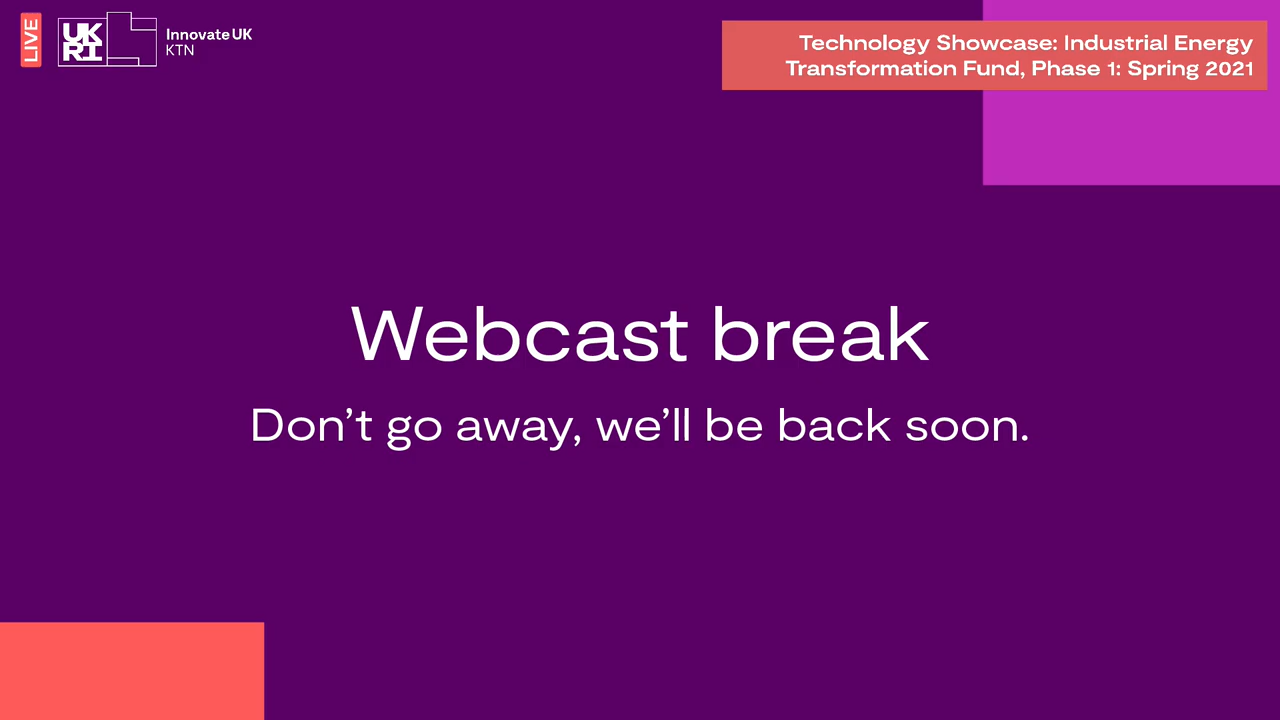 LIVE
UK
RI
Innovate UK
KTN
Technology Showcase: Industrial Energy
Transformation Fund, Phase 1: Spring 2021
Webcast break
Don’t go away, we’ll be back soon.